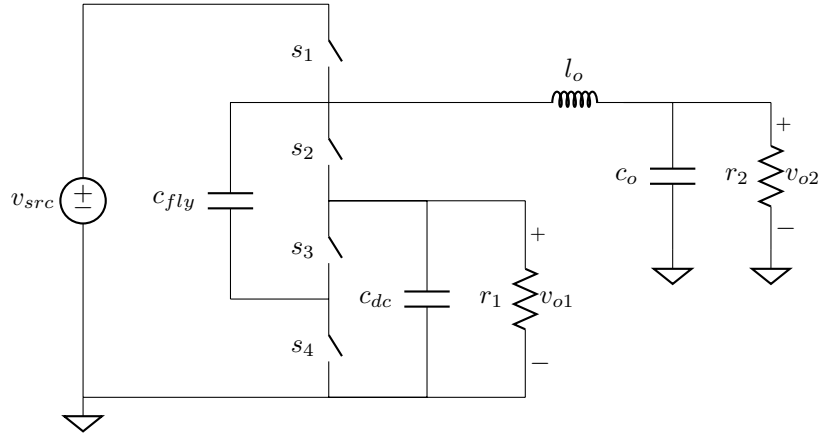 s1
lo
s2
+
vsrc
+
−
cfly
co
r2
vo2
−
+
s3
cdc
r1
vo1
s4
−